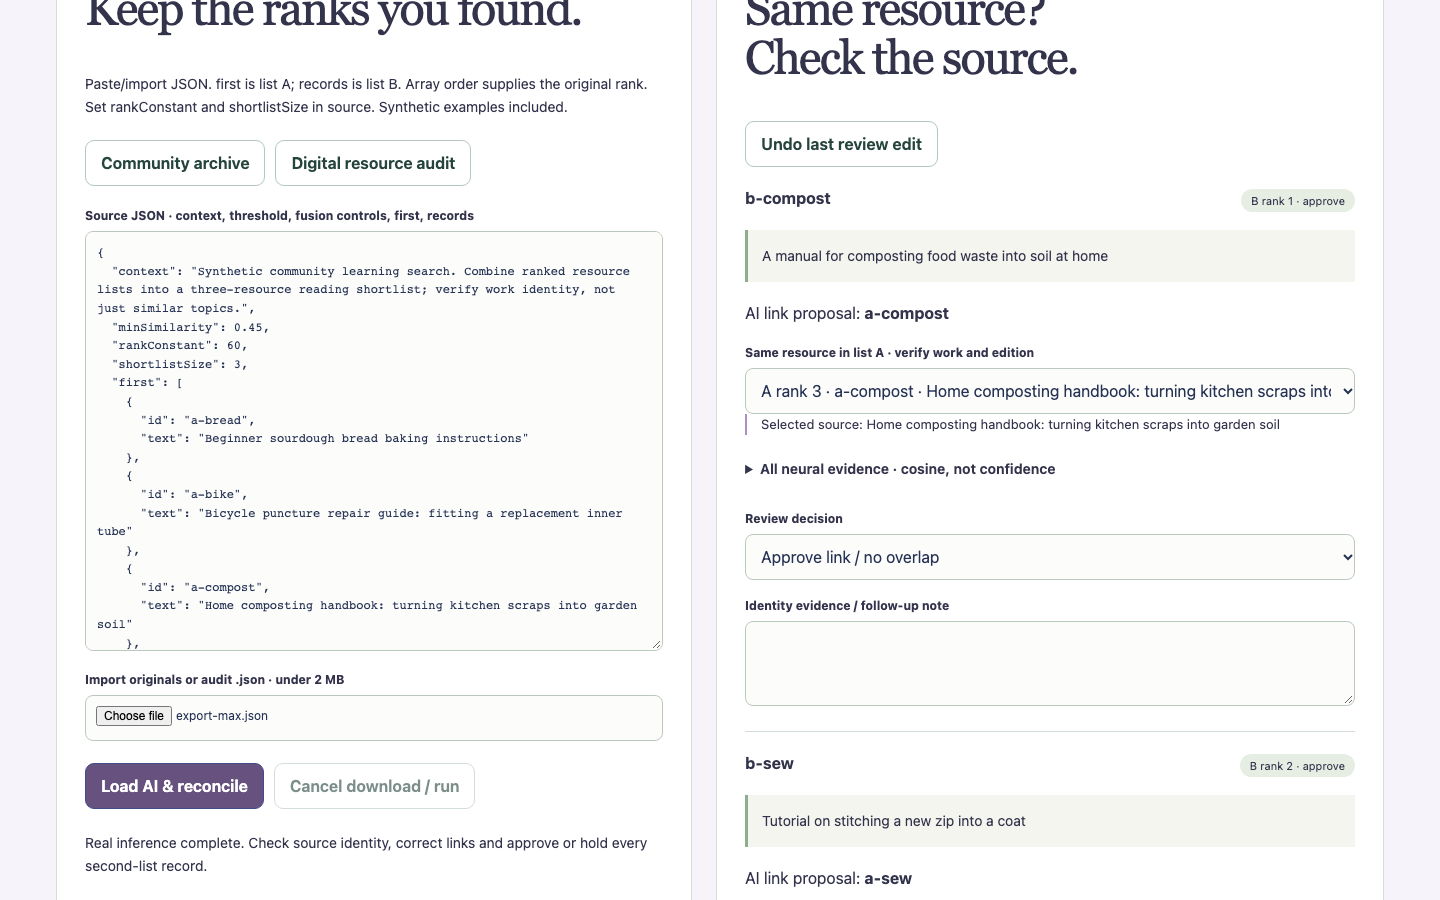 Keep the ranks you found.
Paste/import JSON. first is list A; records is list B. Array order supplies the original rank.
Set rankConstant and shortlistSize in source. Synthetic examples included.
Community archive
Digital resource audit
Source JSON · context, threshold, fusion controls, first, records
{
  "context": "Synthetic community learning search. Combine ranked resource
lists into a three-resource reading shortlist; verify work identity, not
just similar topics.",
  "minSimilarity": 0.45,
  "rankConstant": 60,
  "shortlistSize": 3,
  "first": [
    {
      "id": "a-bread",
      "text": "Beginner sourdough bread baking instructions"
    },
    {
      "id": "a-bike",
      "text": "Bicycle puncture repair guide: fitting a replacement inner
tube"
    },
    {
      "id": "a-compost",
      "text": "Home composting handbook: turning kitchen scraps into garden
soil"
    },
Import originals or audit .json · under 2 MB
Choose file export-max.json
Load AI & reconcile
Cancel download / run
Real inference complete. Check source identity, correct links and approve or hold every
second-list record.
Same resource?
Check the source.
Undo last review edit
b-compost
B rank 1 · approve
A manual for composting food waste into soil at home
AI link proposal: a-compost
Same resource in list A · verify work and edition
A rank 3 · a-compost · Home composting handbook: turning kitchen scraps into
Selected source: Home composting handbook: turning kitchen scraps into garden soil
All neural evidence · cosine, not confidence
Review decision
Approve link / no overlap
Identity evidence / follow-up note
b-sew
B rank 2 · approve
Tutorial on stitching a new zip into a coat
AI link proposal: a-sew